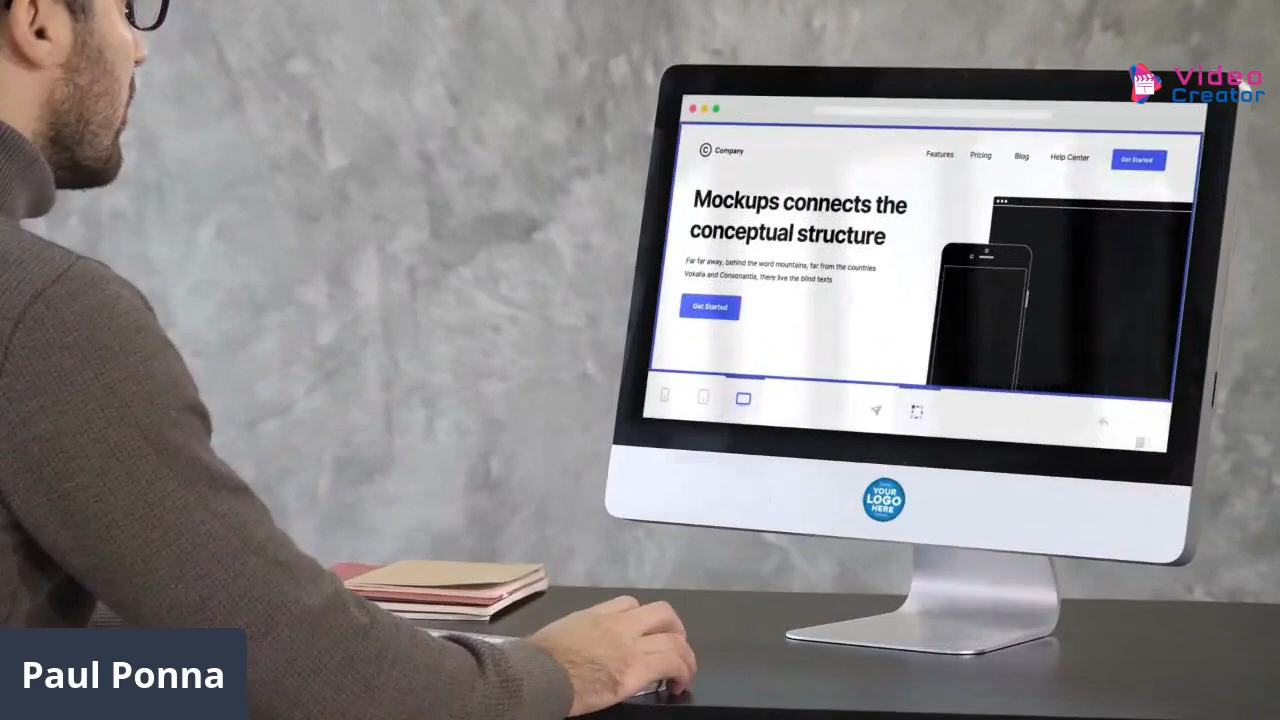 Video
Creator
Company
Features
Pricing
Blog
Help Center
Get Started
Mockups connects the
conceptual structure
Far far away, behind the word mountains, far from the countries
Vokalia and Consonantia, there live the blind texts
Get Started
YOUR
LOGO
HERE
Paul Ponna